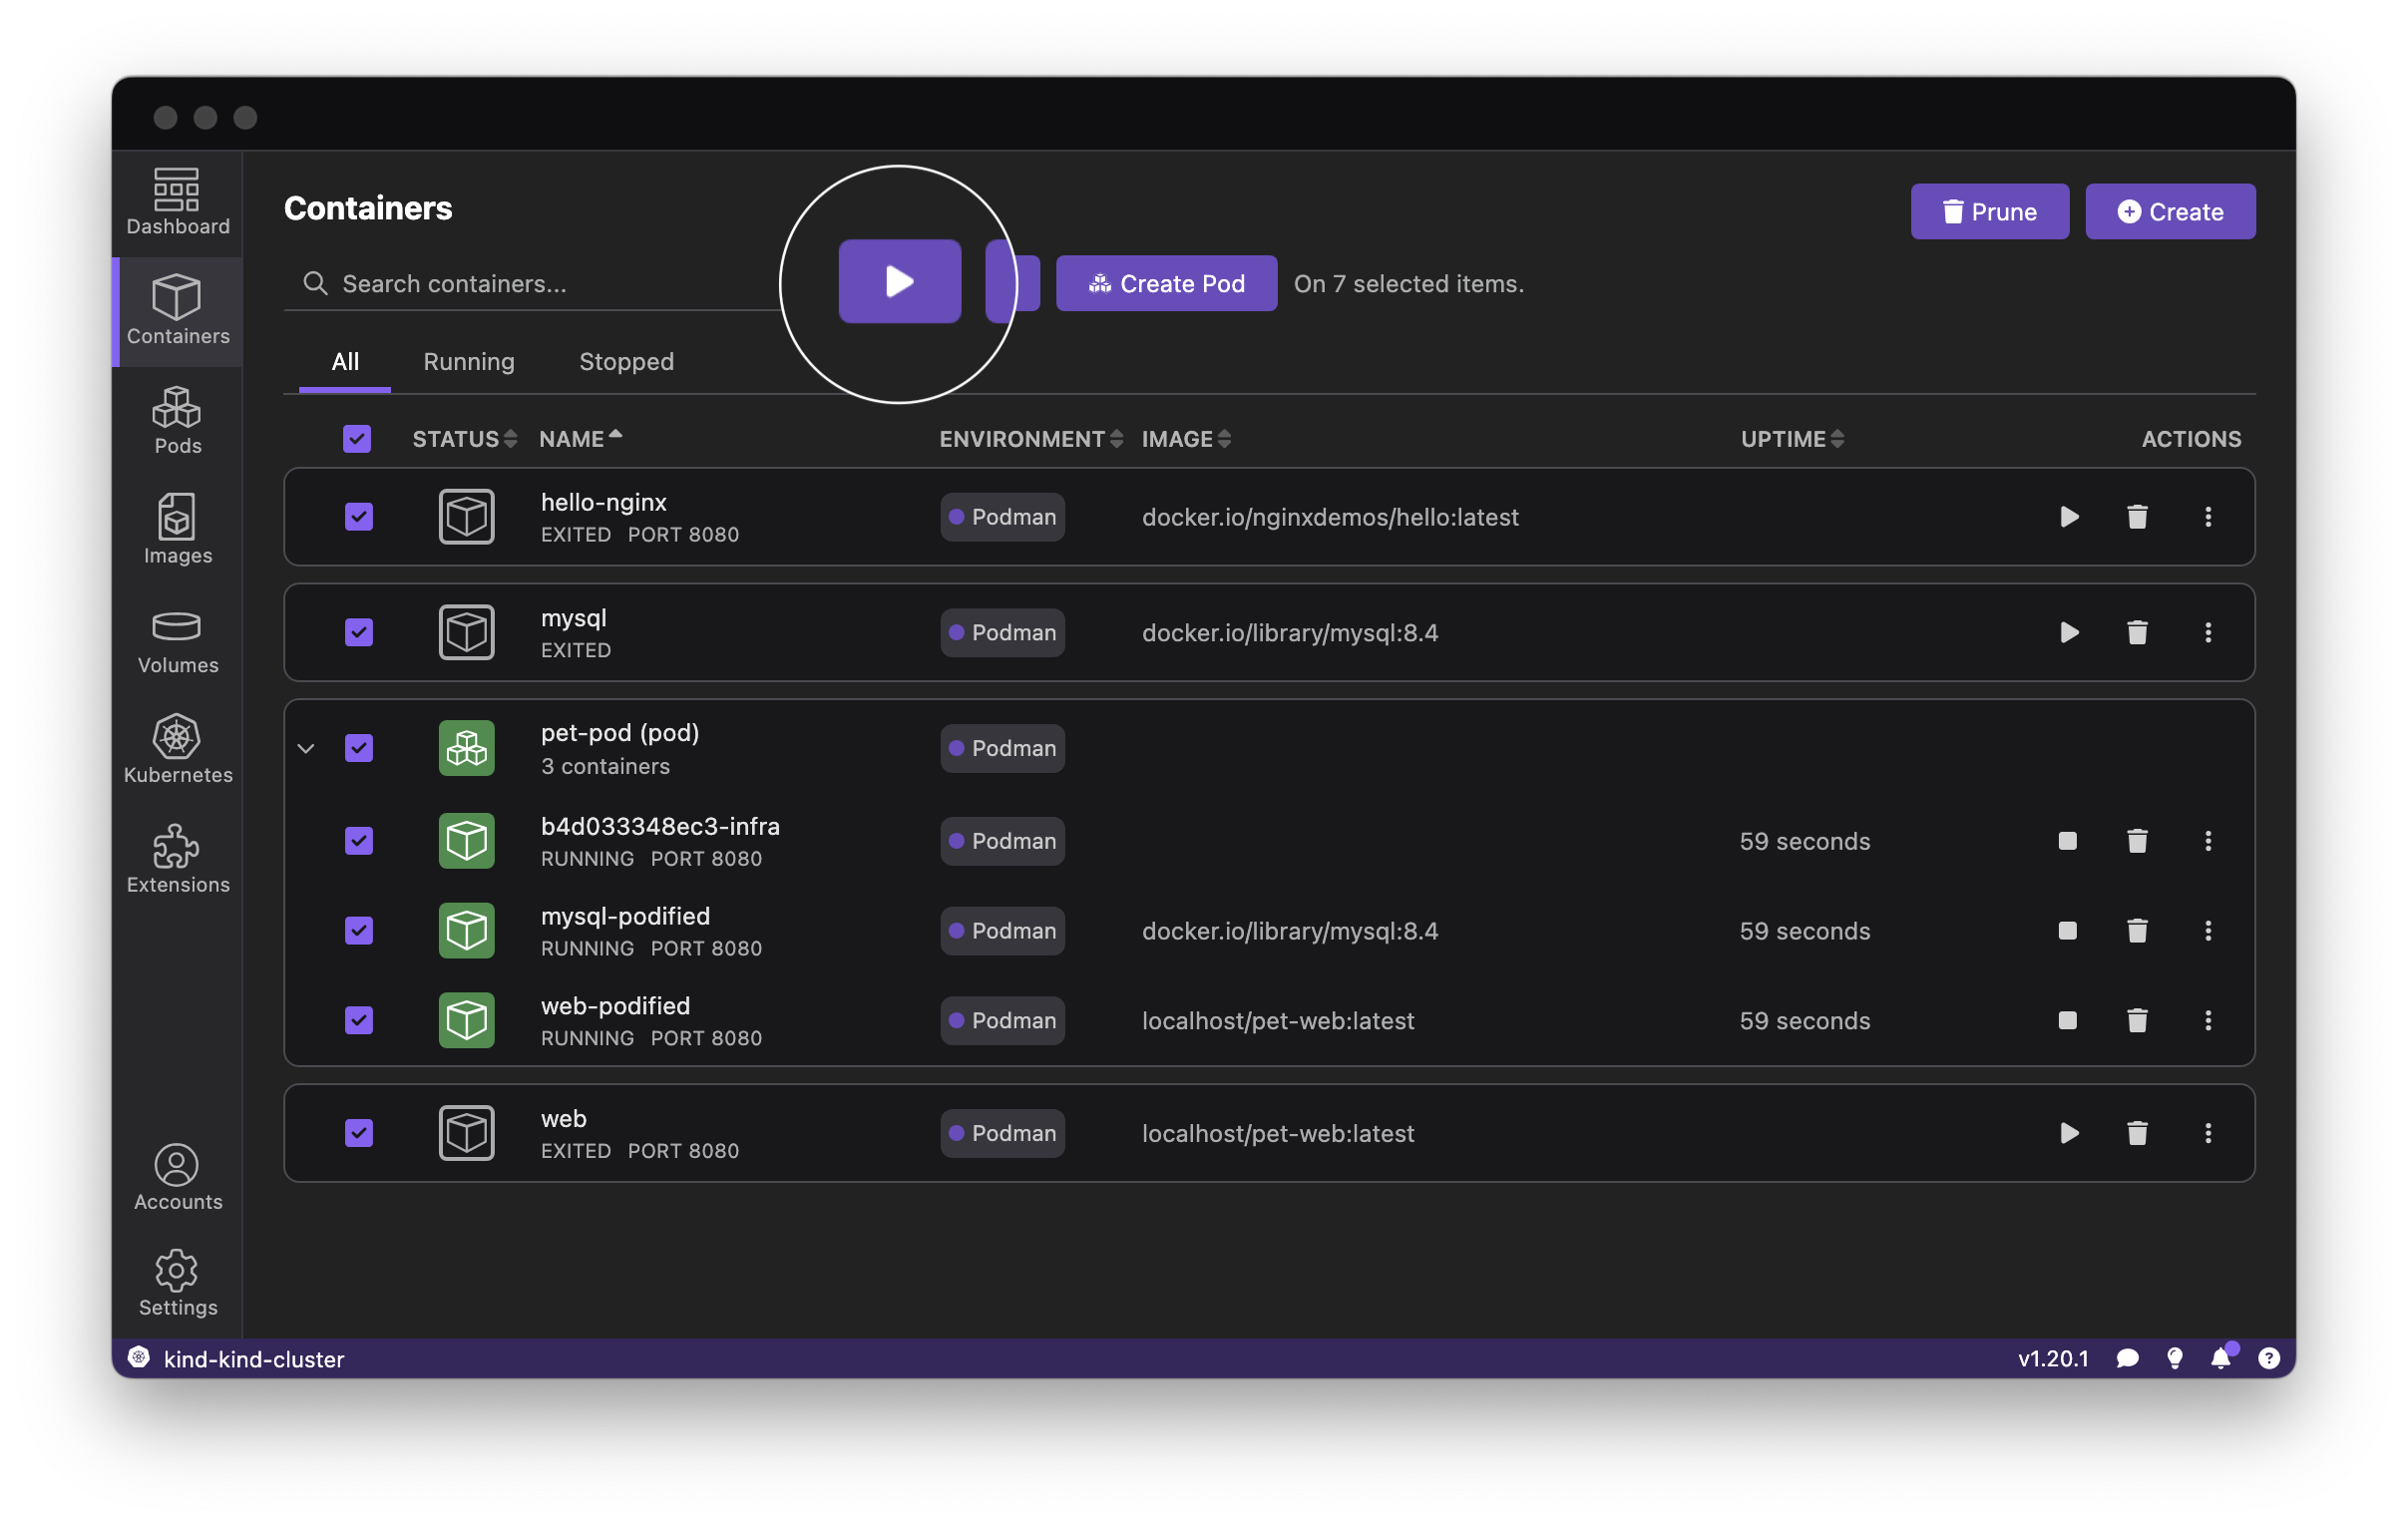 Containers
Prune
Create
Search containers...
Create Pod
On 7 selected items.
All
Running
Stopped
STATUS NAME ENVIRONMENT IMAGE UPTIME ACTIONS
hello-nginx
EXITED PORT 8080
Podman
docker.io/nginxdemos/hello:latest
mysql
EXITED
Podman
docker.io/library/mysql:8.4
pet-pod (pod)
3 containers
Podman
b4d033348ec3-infra
RUNNING PORT 8080
Podman
59 seconds
mysql-podified
RUNNING PORT 8080
Podman
docker.io/library/mysql:8.4
59 seconds
web-podified
RUNNING PORT 8080
Podman
localhost/pet-web:latest
59 seconds
web
EXITED PORT 8080
Podman
localhost/pet-web:latest
Dashboard
Containers
Pods
Images
Volumes
Kubernetes
Extensions
Accounts
Settings
kind-kind-cluster
v1.20.1